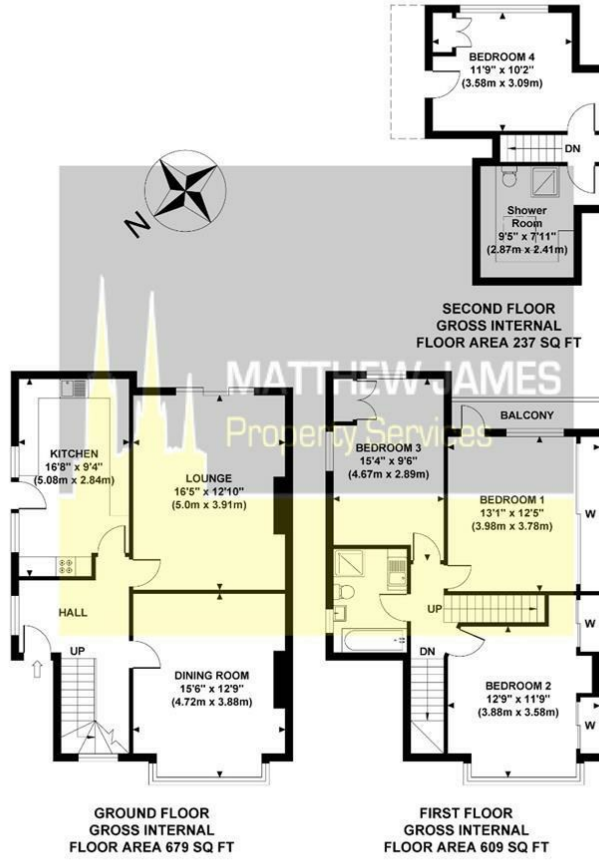 BEDROOM 4
11'9" x 10'2"
(3.58m x 3.09m)
DN
Shower
Room
9'5" x 7'11"
(2.87m x 2.41m)
N
SECOND FLOOR
GROSS INTERNAL
FLOOR AREA 237 SQ FT
MATTHEW JAMES
Property Services
KITCHEN
16'8" x 9'4"
(5.08m x 2.84m)
LOUNGE
16'5" x 12'10"
(5.0m x 3.91m)
HALL
UP
DINING ROOM
15'6" x 12'9"
(4.72m x 3.88m)
GROUND FLOOR
GROSS INTERNAL
FLOOR AREA 679 SQ FT
BALCONY
BEDROOM 3
15'4" x 9'6"
(4.67m x 2.89m)
BEDROOM 1
13'1" x 12'5"
(3.98m x 3.78m)
W
UP
W
DN
BEDROOM 2
12'9" x 11'9"
(3.88m x 3.58m)
W
FIRST FLOOR
GROSS INTERNAL
FLOOR AREA 609 SQ FT